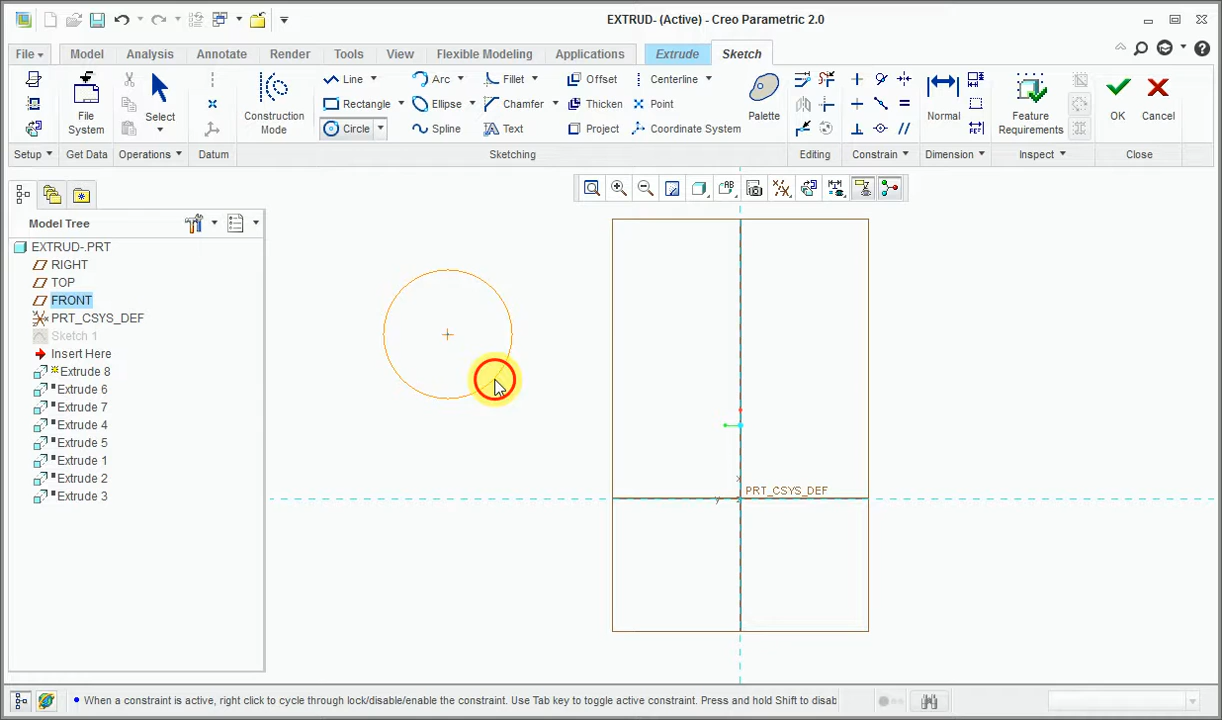 EXTRUD- (Active) - Creo Parametric 2.0
File Model Analysis Annotate Render Tools View Flexible Modeling Applications Extrude Sketch
Line Arc Fillet Offset Centerline
Rectangle Ellipse Chamfer Thicken Point
Circle Spline Text Project Coordinate System
File System
Select
Construction Mode
Palette
Normal
Feature Requirements
OK
Cancel
Setup Get Data Operations Datum Sketching Editing Constrain Dimension Inspect Close
Model Tree
EXTRUD-.PRT
RIGHT
TOP
FRONT
PRT_CSYS_DEF
Sketch 1
Insert Here
Extrude 8
Extrude 6
Extrude 7
Extrude 4
Extrude 5
Extrude 1
Extrude 2
Extrude 3
x
PRT_CSYS_DEF
y
When a constraint is active, right click to cycle through lock/disable/enable the constraint. Use Tab key to toggle active constraint. Press and hold Shift to disab